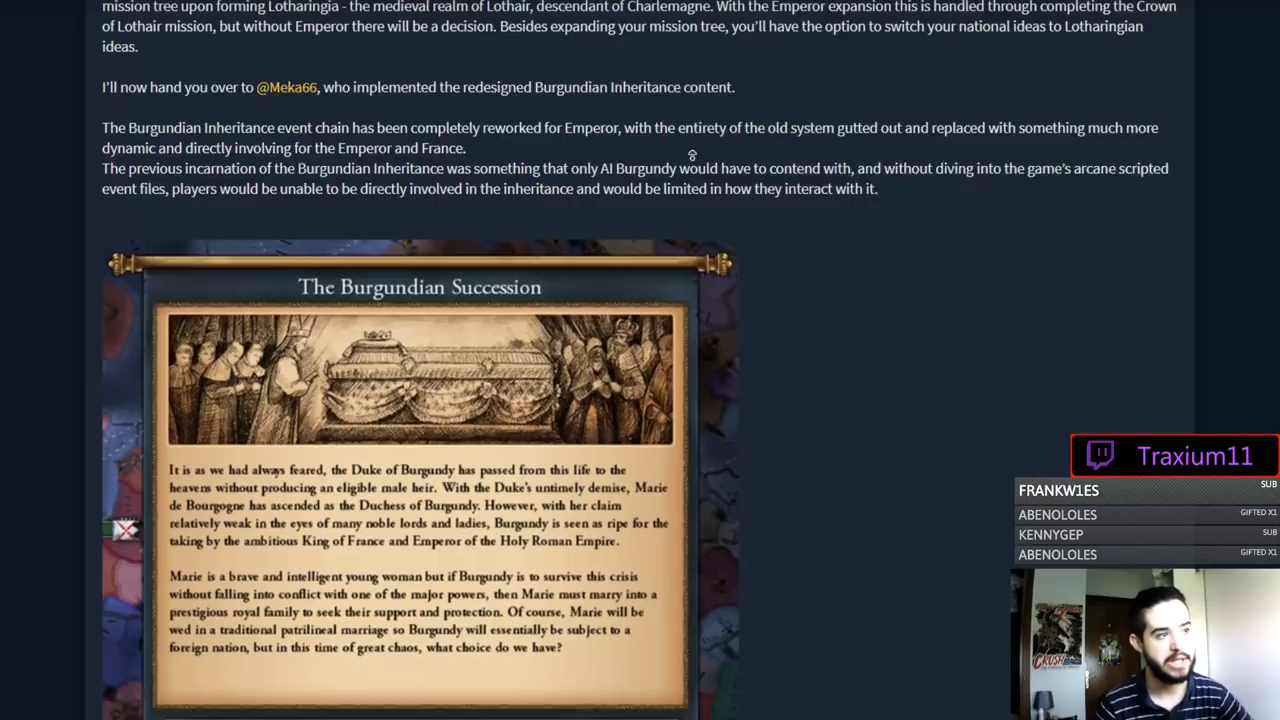 mission tree upon forming Lotharingia - the medieval realm of Lothair, descendant of Charlemagne. With the Emperor expansion this is handled through completing the Crown
of Lothair mission, but without Emperor there will be a decision. Besides expanding your mission tree, you'll have the option to switch your national ideas to Lotharingian
ideas.
I'll now hand you over to @Meka66, who implemented the redesigned Burgundian Inheritance content.
The Burgundian Inheritance event chain has been completely reworked for Emperor, with the entirety of the old system gutted out and replaced with something much more
dynamic and directly involving for the Emperor and France.
The previous incarnation of the Burgundian Inheritance was something that only AI Burgundy would have to contend with, and without diving into the game's arcane scripted
event files, players would be unable to be directly involved in the inheritance and would be limited in how they interact with it.
The Burgundian Succession
It is as we had always feared, the Duke of Burgundy has passed from this life to the
heavens without producing an eligible male heir. With the Duke's untimely demise, Marie
de Bourgogne has ascended as the Duchess of Burgundy. However, with her claim
relatively weak in the eyes of many noble lords and ladies, Burgundy is seen as ripe for the
taking by the ambitious King of France and Emperor of the Holy Roman Empire.
Marie is a brave and intelligent young woman but if Burgundy is to survive this crisis
without falling into conflict with one of the major powers, then Marie must marry into a
prestigious royal family to seek their support and protection. Of course, Marie will be
wed in a traditional patrilineal marriage so Burgundy will essentially be subject to a
foreign nation, but in this time of great chaos, what choice do we have?
Traxium11
FRANKW1ES SUB
ABENOLOLES GIFTED X1
KENNYGEP SUB
ABENOLOLES GIFTED X1
CRUSH